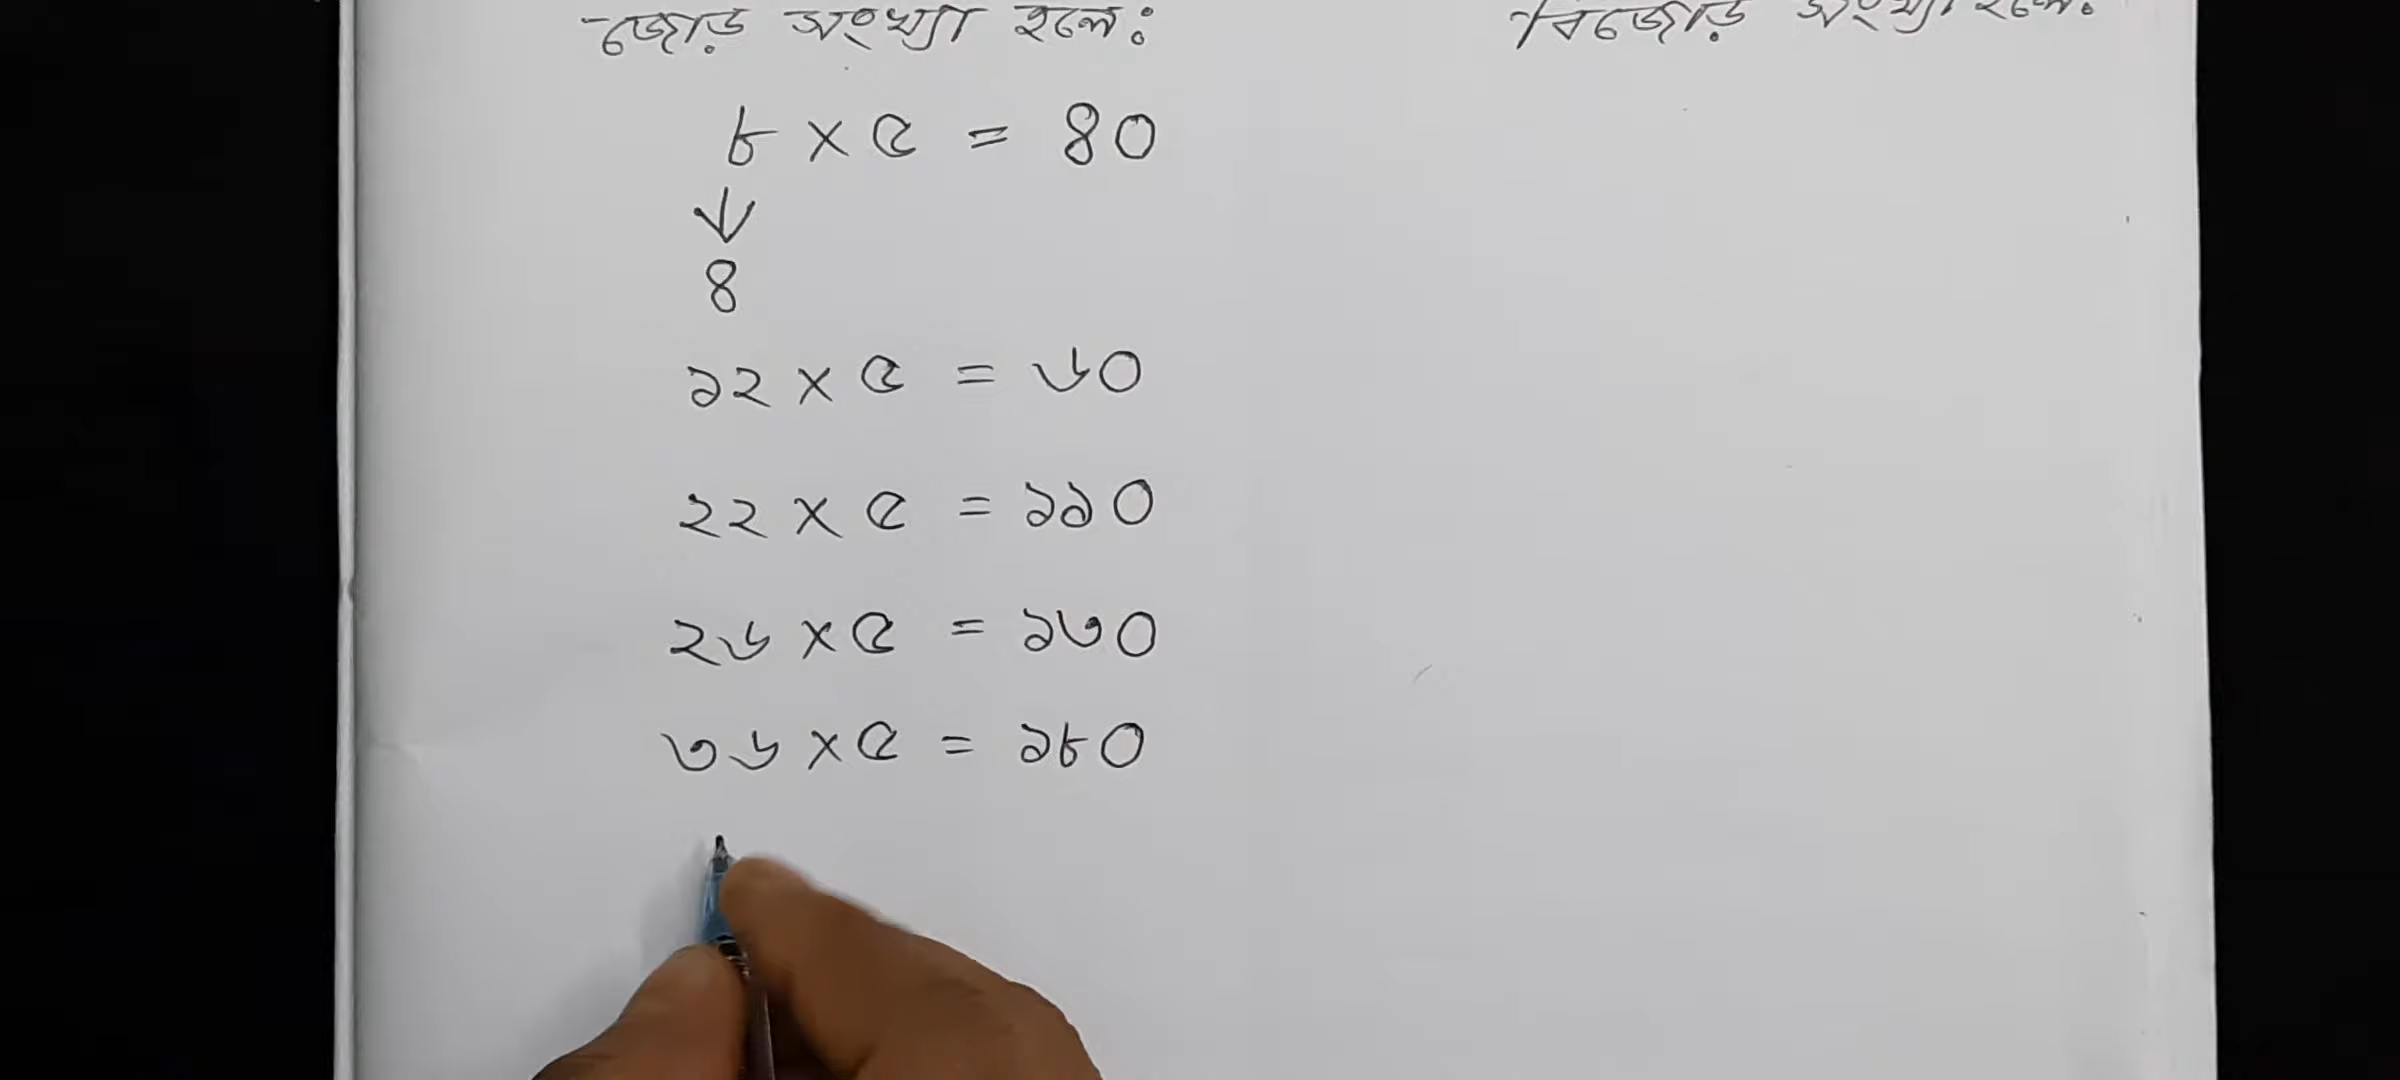 জোড় সংখ্যা হলে: বিজোড় সংখ্যা হলে:
৮ × ৫ = ৪০
↓
৪
১২ × ৫ = ৬০
২২ × ৫ = ১১০
২৬ × ৫ = ১৩০
৩৬ × ৫ = ১৮০